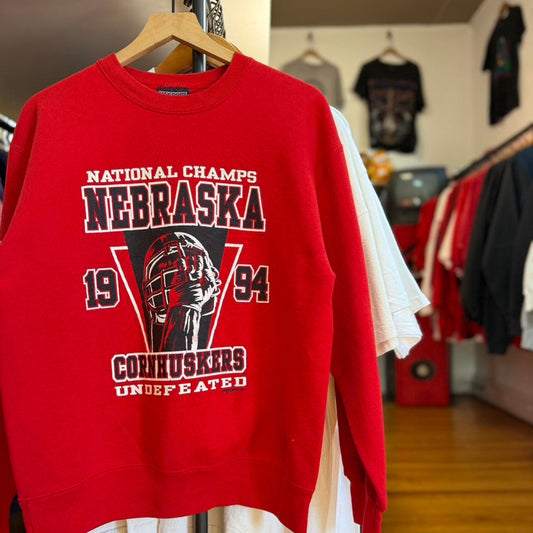 NATIONAL CHAMPS
NEBRASKA
19 94
CORNHUSKERS
UNDEFEATED